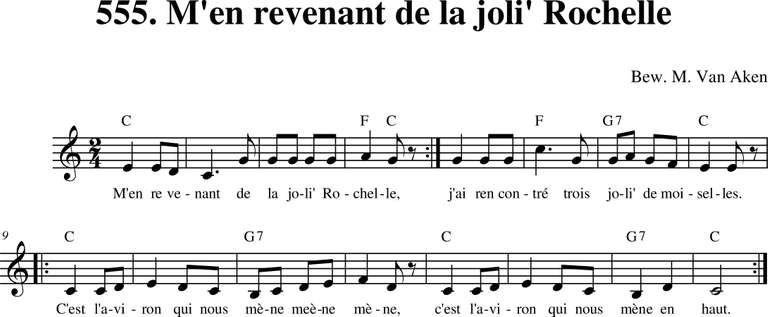 555. M'en revenant de la joli' Rochelle
Bew. M. Van Aken
C F C F G7 C
M'en re ve - nant de la jo-li' Ro - chel - le, j'ai ren con - tré trois jo-li' de moi - sel - les.
9
C G7 C G7 C
C'est l'a-vi - ron qui nous mè-ne meè-ne mè - ne, c'est l'a-vi - ron qui nous mène en haut.